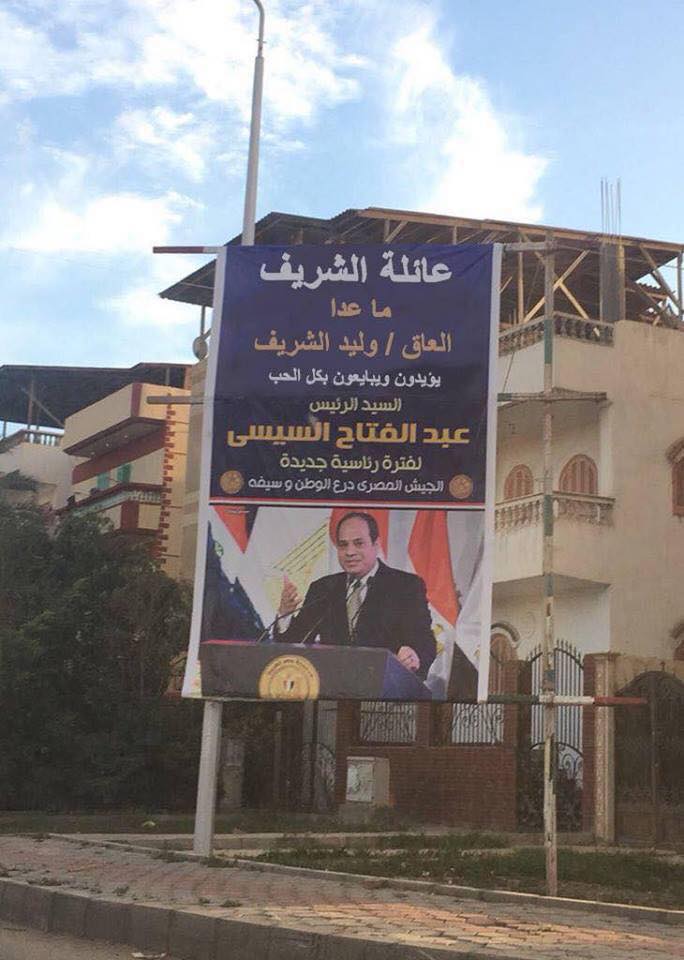 عائلة الشريف
ما عدا
العاق / وليد الشريف
يؤيدون ويبايعون بكل الحب
السيد الرئيس
عبد الفتاح السيسى
لفترة رئاسية جديدة
الجيش المصرى درع الوطن و سيفه